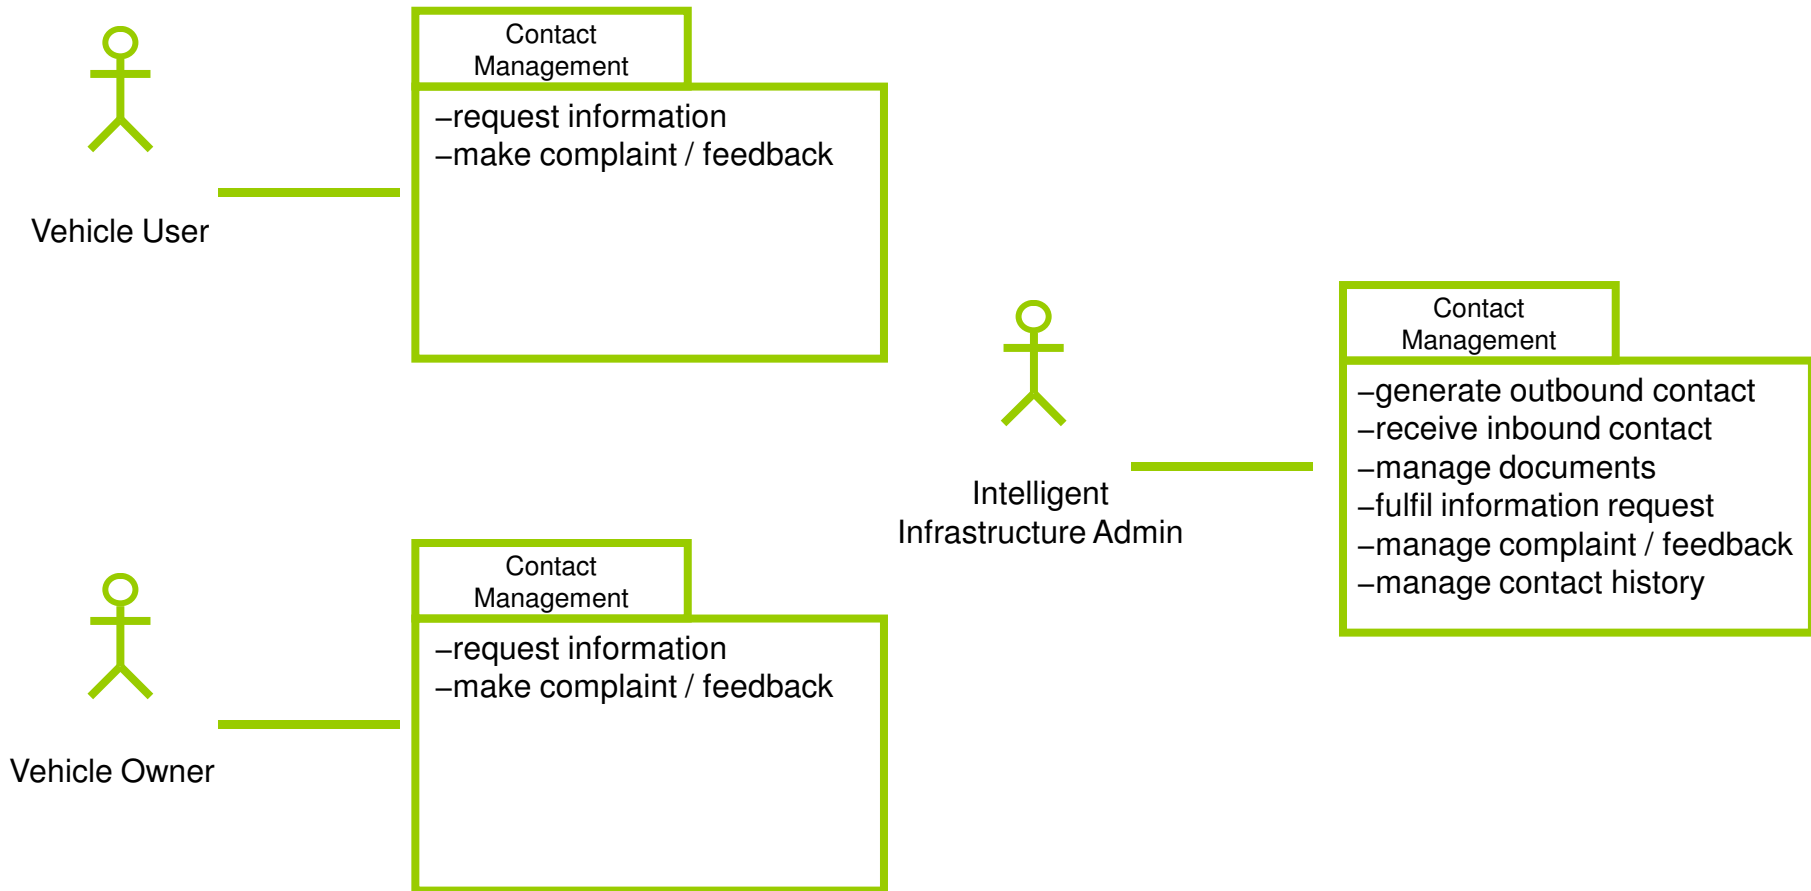 Contact
Management
–request information
–make complaint / feedback
Vehicle User
Contact
Management
–generate outbound contact
–receive inbound contact
–manage documents
–fulfil information request
–manage complaint / feedback
–manage contact history
Intelligent
Infrastructure Admin
Contact
Management
–request information
–make complaint / feedback
Vehicle Owner